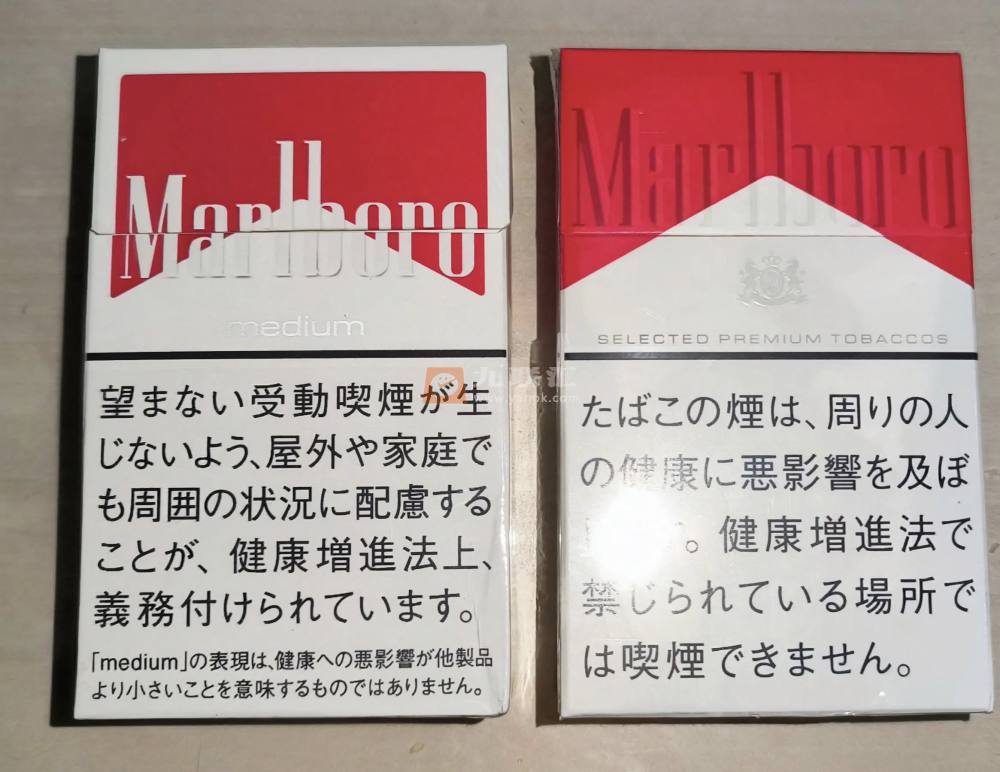 Marlboro
medium
望まない受動喫煙が生
じないよう、屋外や家庭で
も周囲の状況に配慮する
ことが、健康増進法上、
義務付けられています。
「medium」の表現は、健康への悪影響が他製品
より小さいことを意味するものではありません。
Marlboro
SELECTED PREMIUM TOBACCOS
たばこの煙は、周りの人
の健康に悪影響を及ぼ
。健康増進法で
禁じられている場所で
は喫煙できません。
九联汇